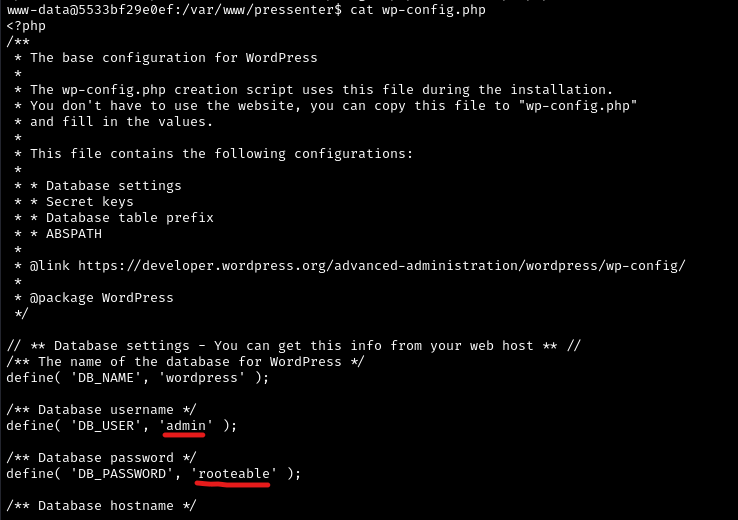 www-data@5533bf29e0ef:/var/www/pressenter$ cat wp-config.php
<?php
/**
 * The base configuration for WordPress
 *
 * The wp-config.php creation script uses this file during the installation.
 * You don't have to use the website, you can copy this file to "wp-config.php"
 * and fill in the values.
 *
 * This file contains the following configurations:
 *
 * * Database settings
 * * Secret keys
 * * Database table prefix
 * * ABSPATH
 *
 * @link https://developer.wordpress.org/advanced-administration/wordpress/wp-config/
 *
 * @package WordPress
 */
// ** Database settings - You can get this info from your web host ** //
/** The name of the database for WordPress */
define( 'DB_NAME', 'wordpress' );
/** Database username */
define( 'DB_USER', 'admin' );
/** Database password */
define( 'DB_PASSWORD', 'rooteable' );
/** Database hostname */